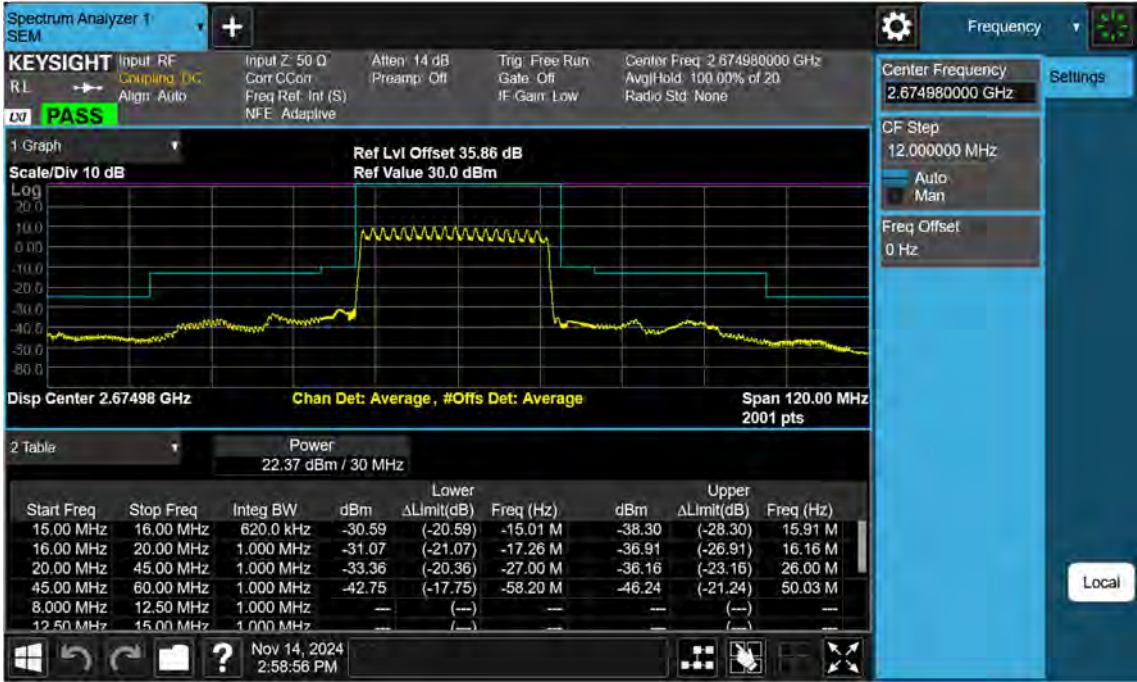 Spectrum Analyzer 1
SEM
Frequency
KEYSIGHT
RL
LXI
PASS
Input: RF
Coupling: DC
Align: Auto
Input Z: 50 Ω
Corr CCorr
Freq Ref: Int (S)
NFE: Adaptive
Atten: 14 dB
Preamp: Off
Trig: Free Run
Gate: Off
IF Gain: Low
Center Freq: 2.674980000 GHz
Avg|Hold: 100.00% of 20
Radio Std: None
Center Frequency
2.674980000 GHz
Settings
CF Step
12.000000 MHz
Auto
Man
Freq Offset
0 Hz
1 Graph
Scale/Div 10 dB
Ref Lvl Offset 35.86 dB
Ref Value 30.0 dBm
Log
20.0
10.0
0.00
-10.0
-20.0
-30.0
-40.0
-50.0
-60.0
Disp Center 2.67498 GHz
Chan Det: Average, #Offs Det: Average
Span 120.00 MHz
2001 pts
2 Table
Power
22.37 dBm / 30 MHz
Lower Upper
Start Freq Stop Freq Integ BW dBm ΔLimit(dB) Freq (Hz) dBm ΔLimit(dB) Freq (Hz)
15.00 MHz 16.00 MHz 620.0 kHz -30.59 (-20.59) -15.01 M -38.30 (-28.30) 15.91 M
16.00 MHz 20.00 MHz 1.000 MHz -31.07 (-21.07) -17.26 M -36.91 (-26.91) 16.16 M
20.00 MHz 45.00 MHz 1.000 MHz -33.36 (-20.36) -27.00 M -36.16 (-23.16) 26.00 M
45.00 MHz 60.00 MHz 1.000 MHz -42.75 (-17.75) -58.20 M -46.24 (-21.24) 50.03 M
8.000 MHz 12.50 MHz 1.000 MHz --- (---) --- --- (---) ---
12.50 MHz 15.00 MHz 1.000 MHz --- (---) --- --- (---) ---
Local
?
Nov 14, 2024
2:58:56 PM